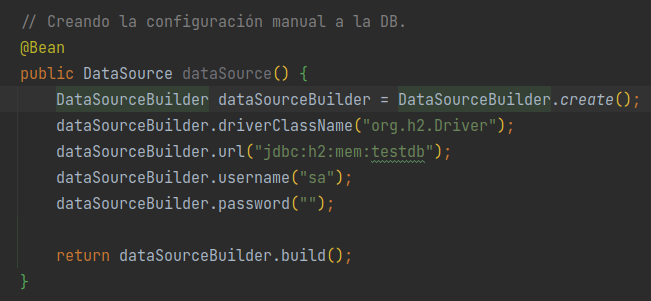 // Creando la configuración manual a la DB.
@Bean
public DataSource dataSource() {
    DataSourceBuilder dataSourceBuilder = DataSourceBuilder.create();
    dataSourceBuilder.driverClassName("org.h2.Driver");
    dataSourceBuilder.url("jdbc:h2:mem:testdb");
    dataSourceBuilder.username("sa");
    dataSourceBuilder.password("");
    return dataSourceBuilder.build();
}